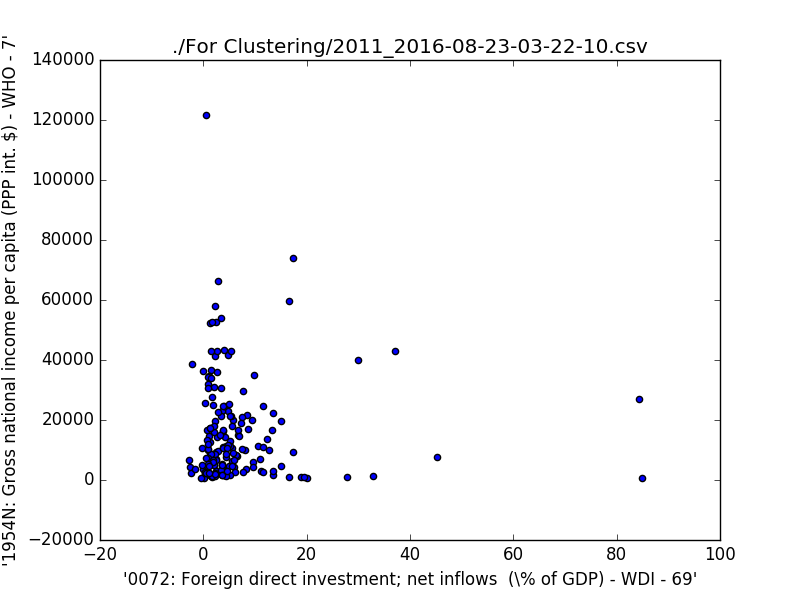 ./For Clustering/2011_2016-08-23-03-22-10.csv
'1954N: Gross national income per capita (PPP int. $) - WHO - 7'
140000
120000
100000
80000
60000
40000
20000
0
−20000
−20 0 20 40 60 80 100
'0072: Foreign direct investment; net inflows  (\% of GDP) - WDI - 69'